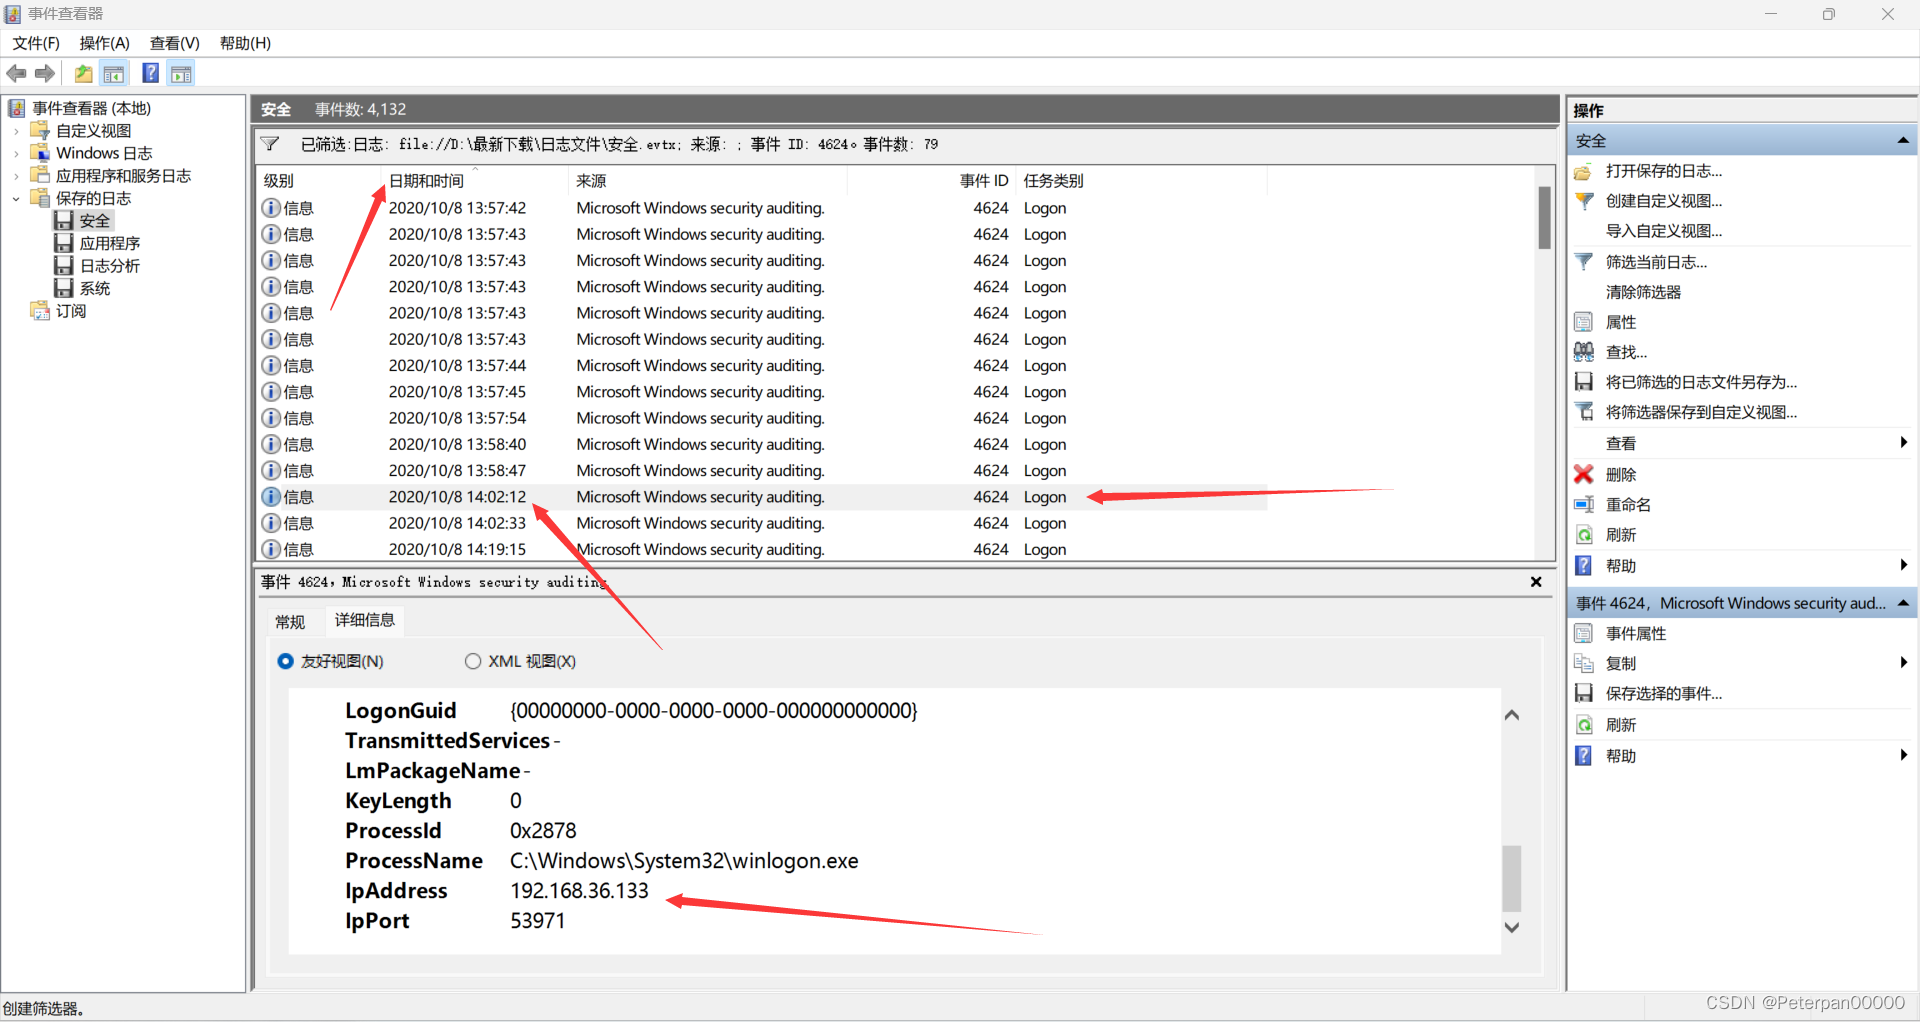 事件查看器
文件(F) 操作(A) 查看(V) 帮助(H)
事件查看器 (本地)
自定义视图
Windows 日志
应用程序和服务日志
保存的日志
安全
应用程序
日志分析
系统
订阅
安全 事件数: 4,132
已筛选:日志: file://D:\最新下载\日志文件\安全.evtx; 来源: ; 事件 ID: 4624。事件数: 79
级别 日期和时间 来源 事件 ID 任务类别
信息 2020/10/8 13:57:42 Microsoft Windows security auditing. 4624 Logon
信息 2020/10/8 13:57:43 Microsoft Windows security auditing. 4624 Logon
信息 2020/10/8 13:57:43 Microsoft Windows security auditing. 4624 Logon
信息 2020/10/8 13:57:43 Microsoft Windows security auditing. 4624 Logon
信息 2020/10/8 13:57:43 Microsoft Windows security auditing. 4624 Logon
信息 2020/10/8 13:57:43 Microsoft Windows security auditing. 4624 Logon
信息 2020/10/8 13:57:44 Microsoft Windows security auditing. 4624 Logon
信息 2020/10/8 13:57:45 Microsoft Windows security auditing. 4624 Logon
信息 2020/10/8 13:57:54 Microsoft Windows security auditing. 4624 Logon
信息 2020/10/8 13:58:40 Microsoft Windows security auditing. 4624 Logon
信息 2020/10/8 13:58:47 Microsoft Windows security auditing. 4624 Logon
信息 2020/10/8 14:02:12 Microsoft Windows security auditing. 4624 Logon
信息 2020/10/8 14:02:33 Microsoft Windows security auditing. 4624 Logon
信息 2020/10/8 14:19:15 Microsoft Windows security auditing. 4624 Logon
事件 4624，Microsoft Windows security auditing.
常规 详细信息
友好视图(N) XML 视图(X)
LogonGuid {00000000-0000-0000-0000-000000000000}
TransmittedServices -
LmPackageName -
KeyLength 0
ProcessId 0x2878
ProcessName C:\Windows\System32\winlogon.exe
IpAddress 192.168.36.133
IpPort 53971
操作
安全
打开保存的日志...
创建自定义视图...
导入自定义视图...
筛选当前日志...
清除筛选器
属性
查找...
将已筛选的日志文件另存为...
将筛选器保存到自定义视图...
查看
删除
重命名
刷新
帮助
事件 4624，Microsoft Windows security aud...
事件属性
复制
保存选择的事件...
刷新
帮助
创建筛选器。
CSDN @Peterpan00000